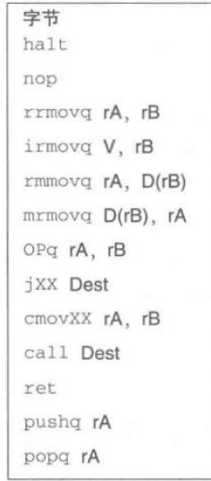 字节
halt
nop
rrmovq rA, rB
irmovq V, rB
rmmovq rA, D(rB)
mrmovq D(rB), rA
OPq rA, rB
jXX Dest
cmovXX rA, rB
call Dest
ret
pushq rA
popq rA